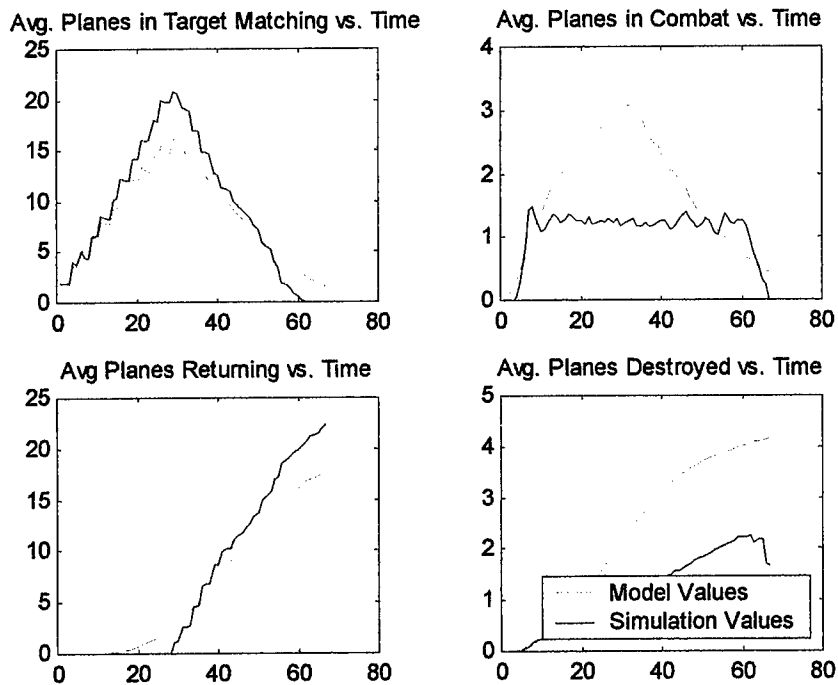 Avg. Planes in Target Matching vs. Time
25
20
15
10
5
0
0 20 40 60 80
Avg. Planes in Combat vs. Time
4
3
2
1
0
0 20 40 60 80
Avg Planes Returning vs. Time
25
20
15
10
5
0
0 20 40 60 80
Avg. Planes Destroyed vs. Time
5
4
3
2
1
0
0 20 40 60 80
Model Values
Simulation Values